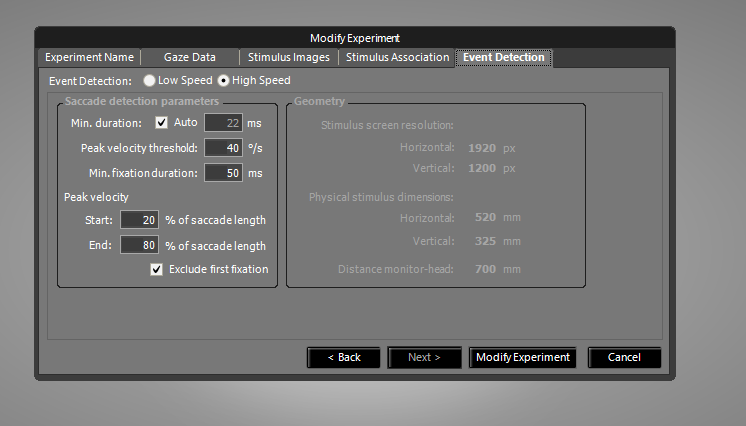 Modify Experiment
Experiment Name Gaze Data Stimulus Images Stimulus Association Event Detection
Event Detection: Low Speed High Speed
Saccade detection parameters
Min. duration: Auto 22 ms
Peak velocity threshold: 40 °/s
Min. fixation duration: 50 ms
Peak velocity
Start: 20 % of saccade length
End: 80 % of saccade length
Exclude first fixation
Geometry
Stimulus screen resolution:
Horizontal: 1920 px
Vertical: 1200 px
Physical stimulus dimensions:
Horizontal: 520 mm
Vertical: 325 mm
Distance monitor-head: 700 mm
< Back Next > Modify Experiment Cancel